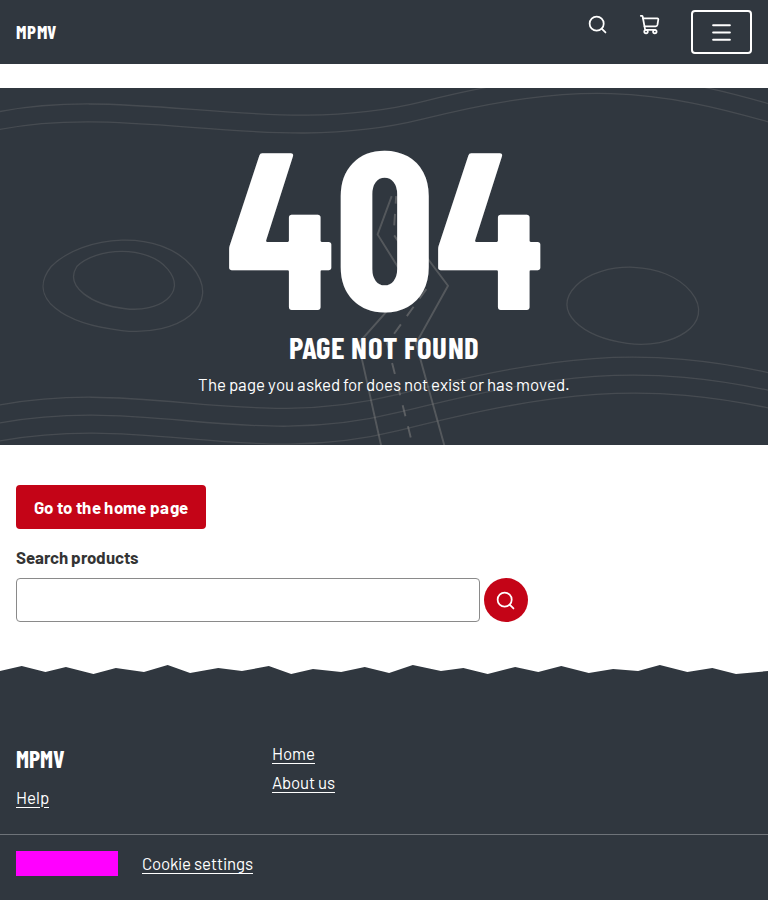 MPMV
404
PAGE NOT FOUND
The page you asked for does not exist or has moved.
Go to the home page
Search products
MPMV
Home
About us
Help
Cookie settings